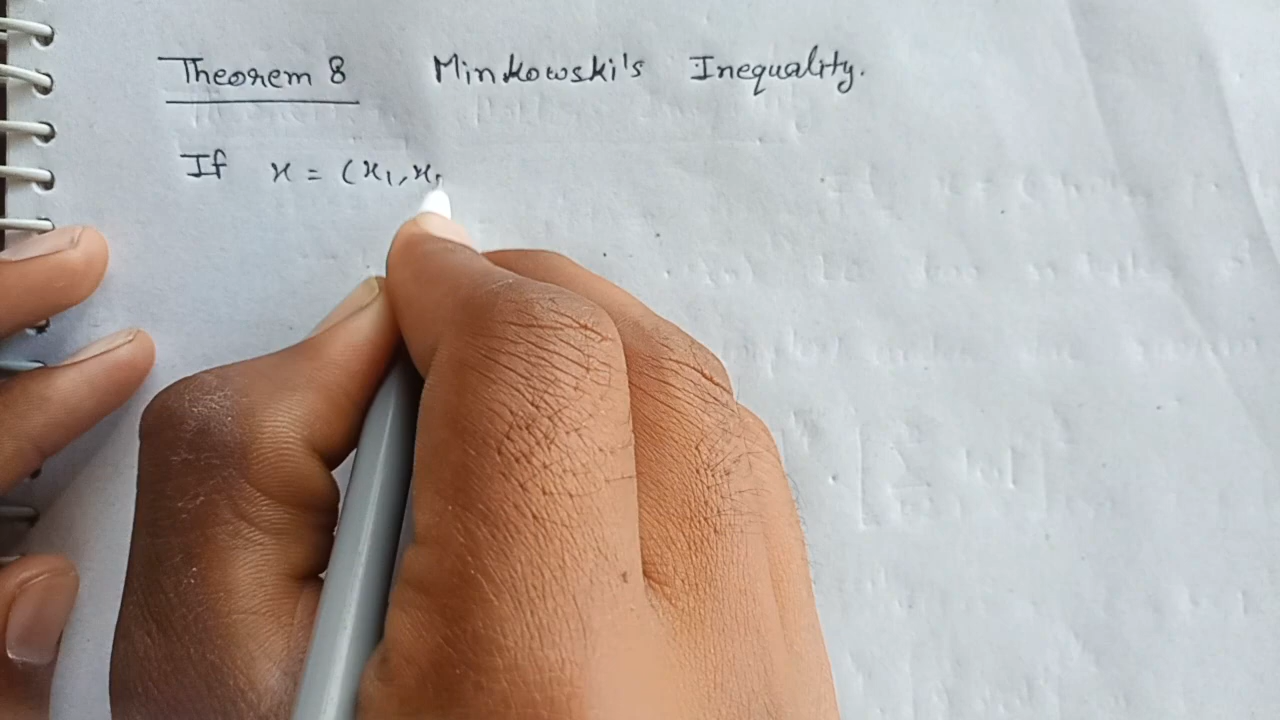 Theorem 8 Minkowski's Inequality.
If x = (x₁, x